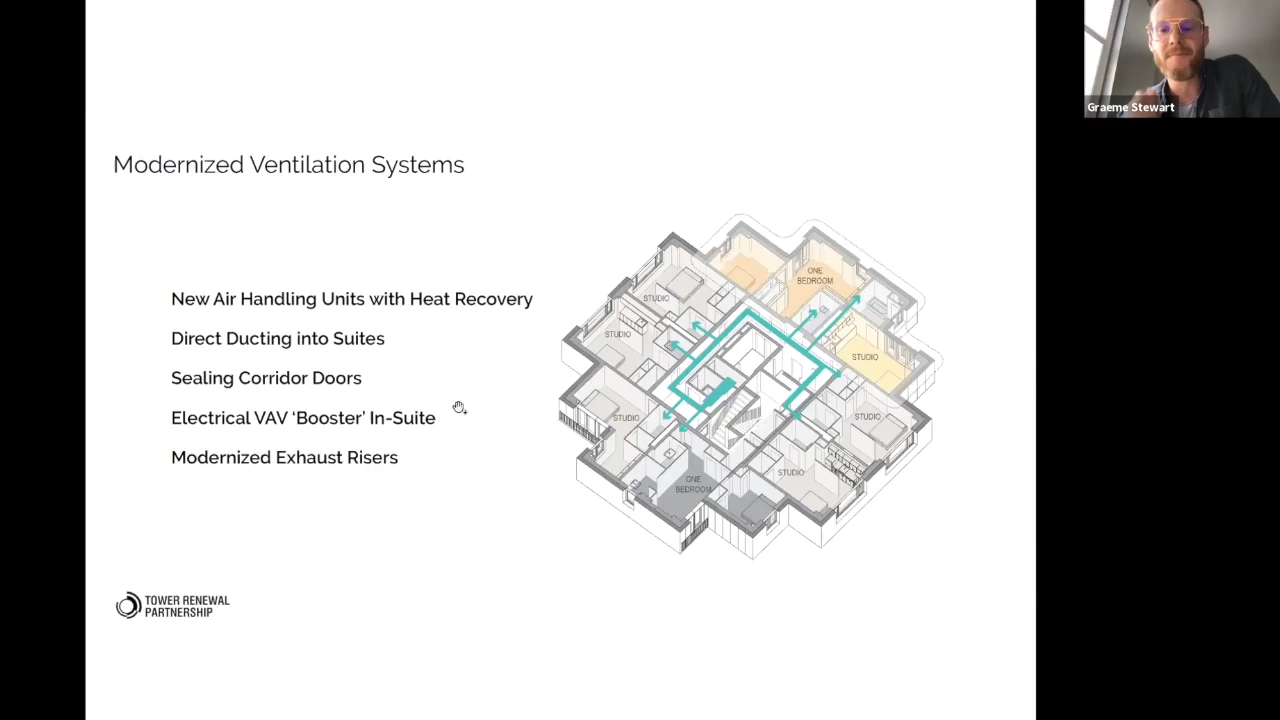 Graeme Stewart
Modernized Ventilation Systems
New Air Handling Units with Heat Recovery
Direct Ducting into Suites
Sealing Corridor Doors
Electrical VAV ‘Booster’ In-Suite
Modernized Exhaust Risers
ONE
BEDROOM
STUDIO
STUDIO
STUDIO
STUDIO
STUDIO
STUDIO
ONE
BEDROOM
TOWER RENEWAL
PARTNERSHIP